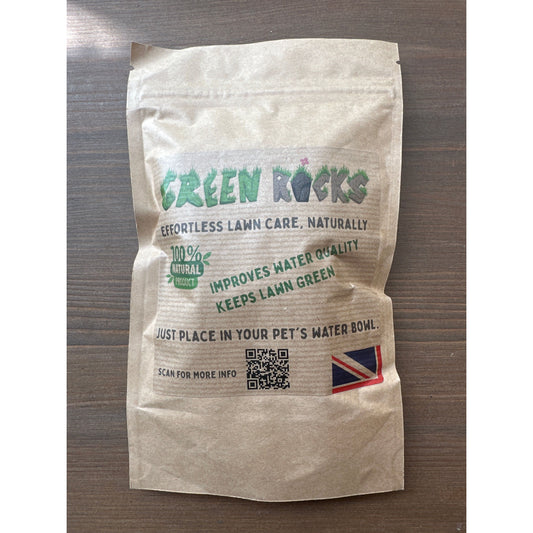 GREEN ROCKS
EFFORTLESS LAWN CARE, NATURALLY
100%
NATURAL
PRODUCT
IMPROVES WATER QUALITY
KEEPS LAWN GREEN
JUST PLACE IN YOUR PET'S WATER BOWL.
SCAN FOR MORE INFO